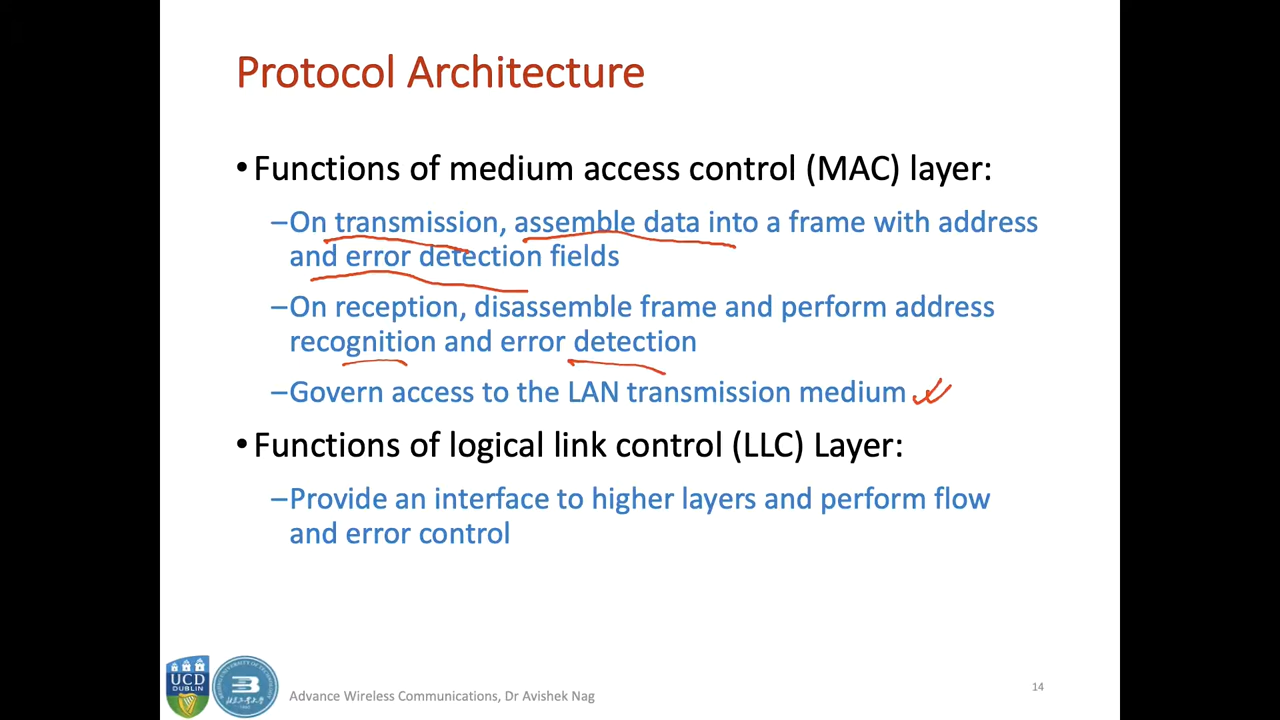 Protocol Architecture
•Functions of medium access control (MAC) layer:
–On transmission, assemble data into a frame with address
and error detection fields
–On reception, disassemble frame and perform address
recognition and error detection
–Govern access to the LAN transmission medium
•Functions of logical link control (LLC) Layer:
–Provide an interface to higher layers and perform flow
and error control
UCD
DUBLIN
Advance Wireless Communications, Dr Avishek Nag
14